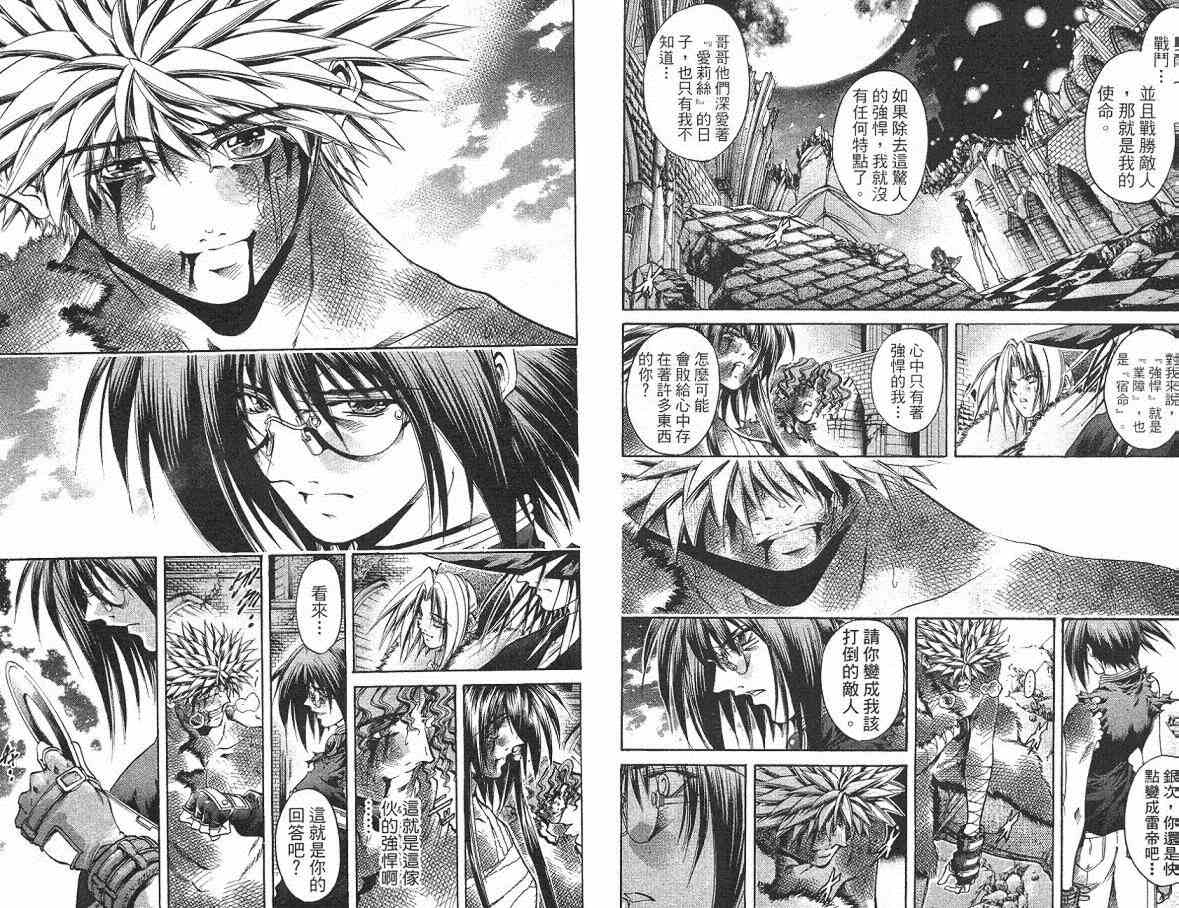 戰鬥…
並且戰勝敵人
，那就是我的
使命。
如果除去這驚人
的強悍，我就沒
有任何特點了。
哥哥他們深愛著
『愛莉絲』的日
子，也只有我不
知道…
對我來說，
『強悍』就是
『業障』，也
是『宿命』。
心中只有著
強悍的我…
怎麼可能
會敗給心中存
在著許多東西
的你？
銀次，你還是快
點變成雷帝吧…
請你變成我該
打倒的敵人。
這就是這傢
伙的強悍啊
……
看來…
這就是你的
回答吧？